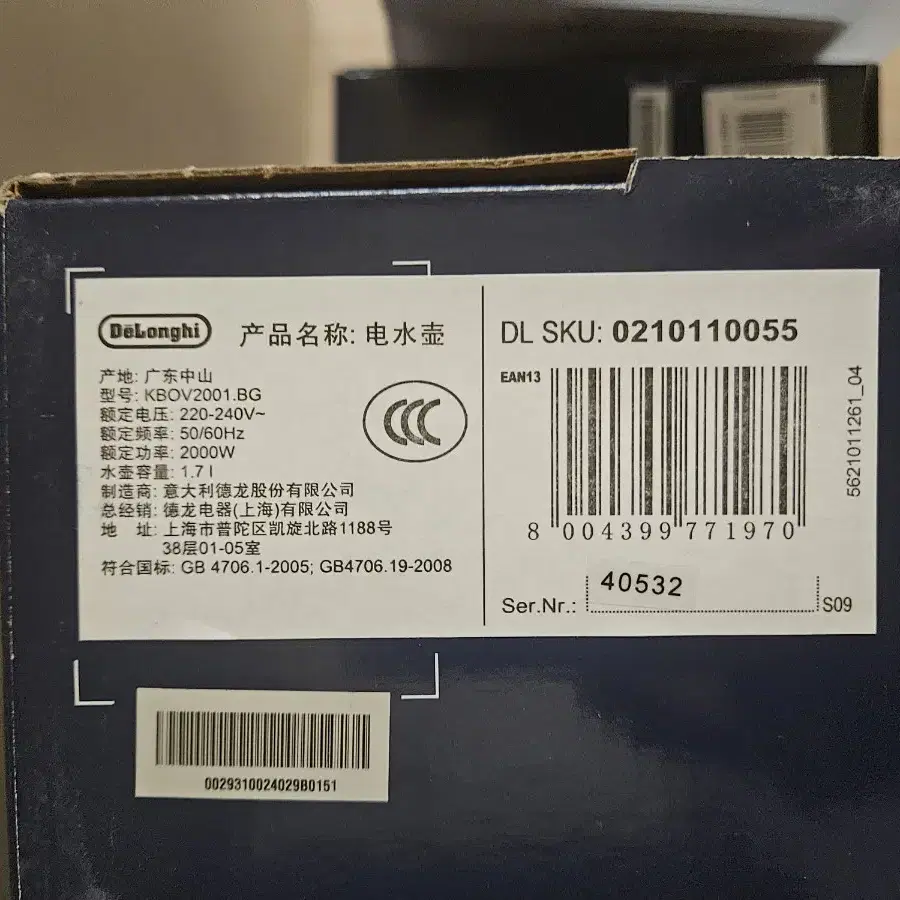 DeLonghi
产品名称: 电水壶
产地: 广东中山
型号: KBOV2001.BG
额定电压: 220-240V~
额定频率: 50/60Hz
额定功率: 2000W
水壶容量: 1.7 l
制造商: 意大利德龙股份有限公司
总经销: 德龙电器(上海)有限公司
地 址: 上海市普陀区凯旋北路1188号
38层01-05室
符合国标: GB 4706.1-2005; GB4706.19-2008
DL SKU: 0210110055
EAN13
8 004399 771970
5621011261_04
Ser.Nr.: 40532 S09
002931002402980151